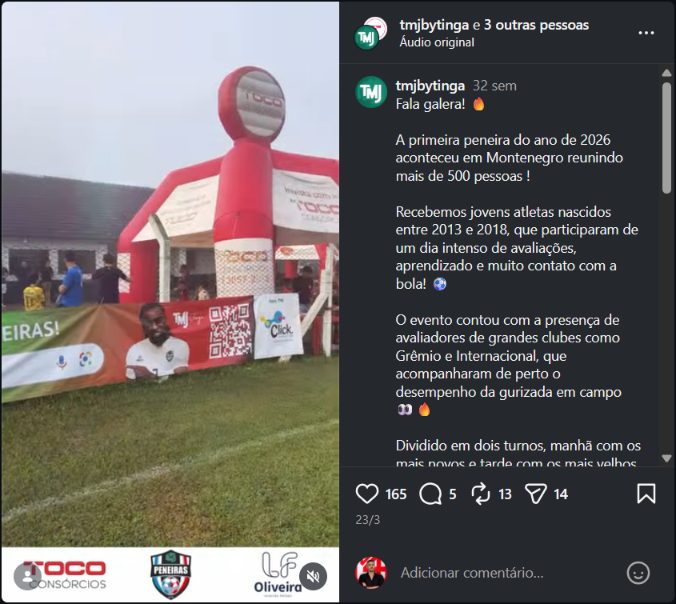 tmjbytinga e 3 outras pessoas
Áudio original
tmjbytinga 32 sem
Fala galera! 🔥
A primeira peneira do ano de 2026
aconteceu em Montenegro reunindo
mais de 500 pessoas !
Recebemos jovens atletas nascidos
entre 2013 e 2018, que participaram de
um dia intenso de avaliações,
aprendizado e muito contato com a
bola! ⚽
O evento contou com a presença de
avaliadores de grandes clubes como
Grêmio e Internacional, que
acompanharam de perto o
desempenho da gurizada em campo
👀 🔥
Dividido em dois turnos, manhã com os
mais novos e tarde com os mais velhos
165 5 13 14
23/3
Adicionar comentário...
TOCO
TOCO
TOCO
EIRAS!
TMJ
Click
TOCO
CONSÓRCIOS
PENEIRAS
LF
Oliveira